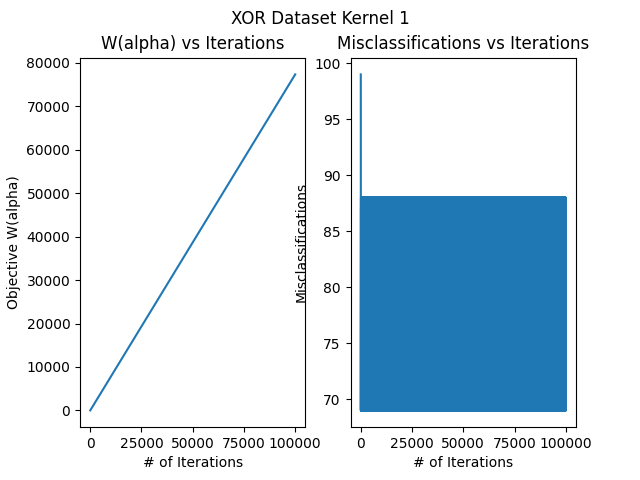 XOR Dataset Kernel 1
W(alpha) vs Iterations
Objective W(alpha)
80000
70000
60000
50000
40000
30000
20000
10000
0
0 25000 50000 75000 100000
# of Iterations
Misclassifications vs Iterations
Misclassifications
100
95
90
85
80
75
70
0 25000 50000 75000 100000
# of Iterations